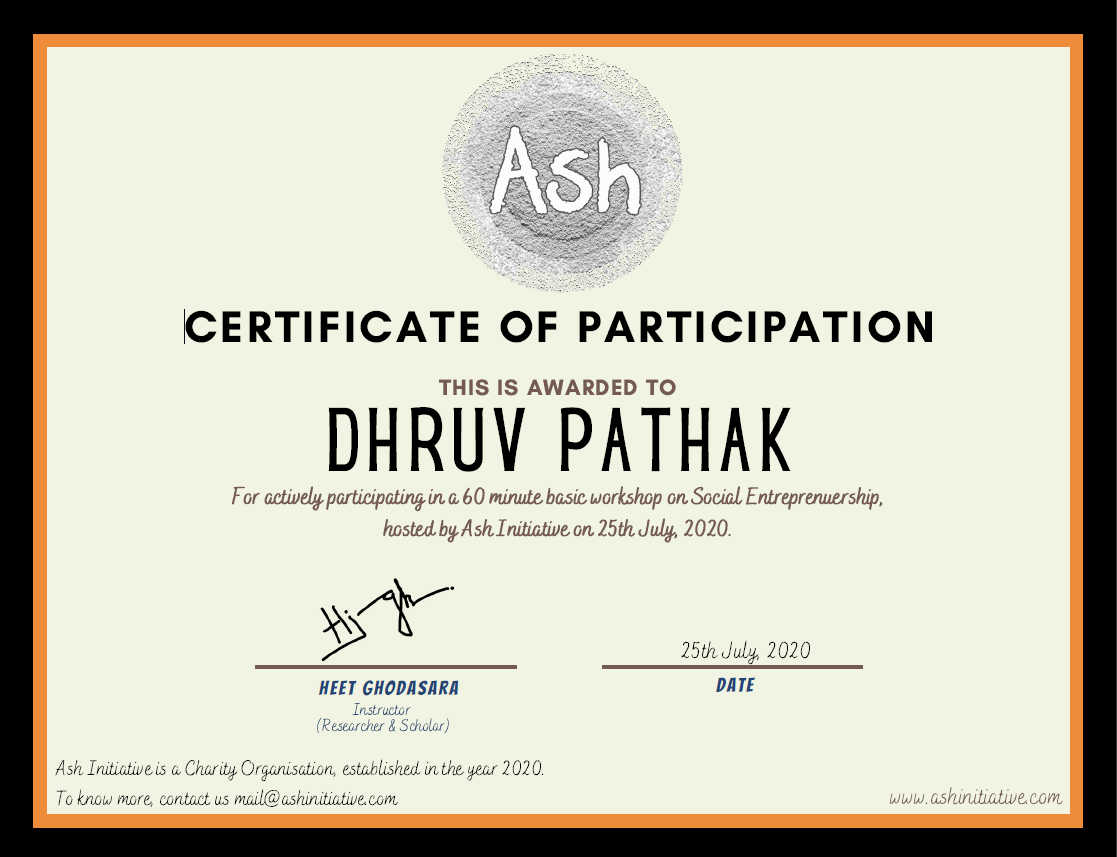 Ash
CERTIFICATE OF PARTICIPATION
THIS IS AWARDED TO
DHRUV PATHAK
For actively participating in a 60 minute basic workshop on Social Entreprenuership,
hosted by Ash Initiative on 25th July, 2020.
25th July, 2020
HEET GHODASARA
DATE
Instructor
(Researcher & Scholar)
Ash Initiative is a Charity Organisation, established in the year 2020.
To know more, contact us mail@ashinitiative.com
www.ashinitiative.com